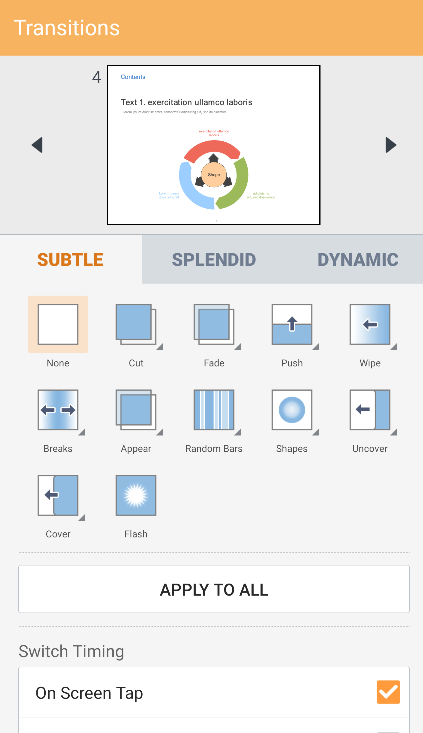 Transitions
4
Contents
Text 1. exercitation ullamco laboris
Shape
SUBTLE
SPLENDID
DYNAMIC
None
Cut
Fade
Push
Wipe
Breaks
Appear
Random Bars
Shapes
Uncover
Cover
Flash
APPLY TO ALL
Switch Timing
On Screen Tap